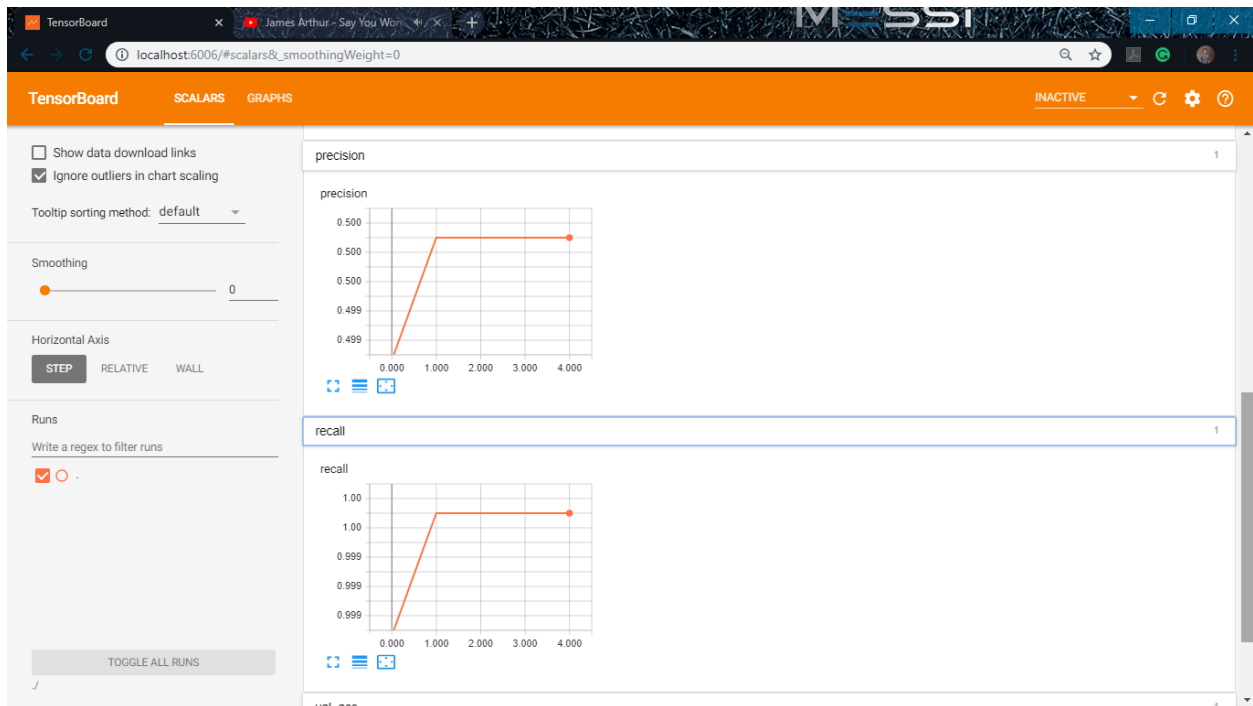 TensorBoard
James Arthur - Say You Won
MESSI
localhost:6006/#scalars&_smoothingWeight=0
TensorBoard
SCALARS
GRAPHS
INACTIVE
Show data download links
Ignore outliers in chart scaling
Tooltip sorting method: default
Smoothing
0
Horizontal Axis
STEP
RELATIVE
WALL
Runs
Write a regex to filter runs
.
TOGGLE ALL RUNS
./
precision
1
precision
0.500
0.500
0.500
0.499
0.499
0.000 1.000 2.000 3.000 4.000
recall
1
recall
1.00
1.00
0.999
0.999
0.999
0.000 1.000 2.000 3.000 4.000
1